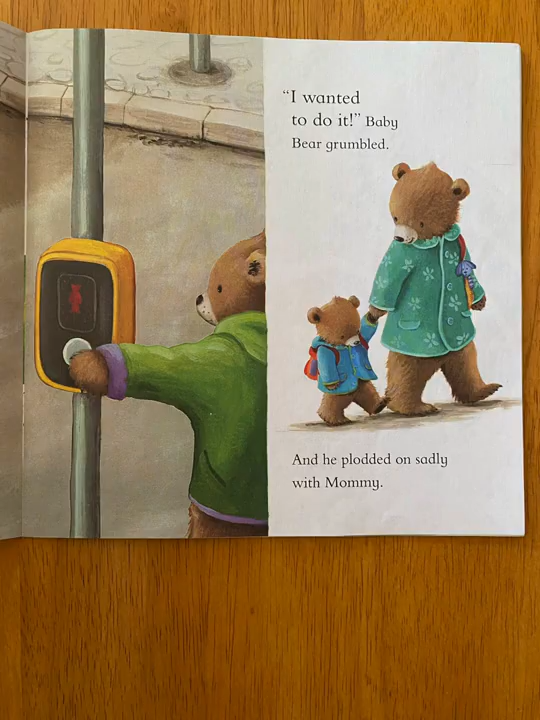 “I wanted
to do it!” Baby
Bear grumbled.
And he plodded on sadly
with Mommy.